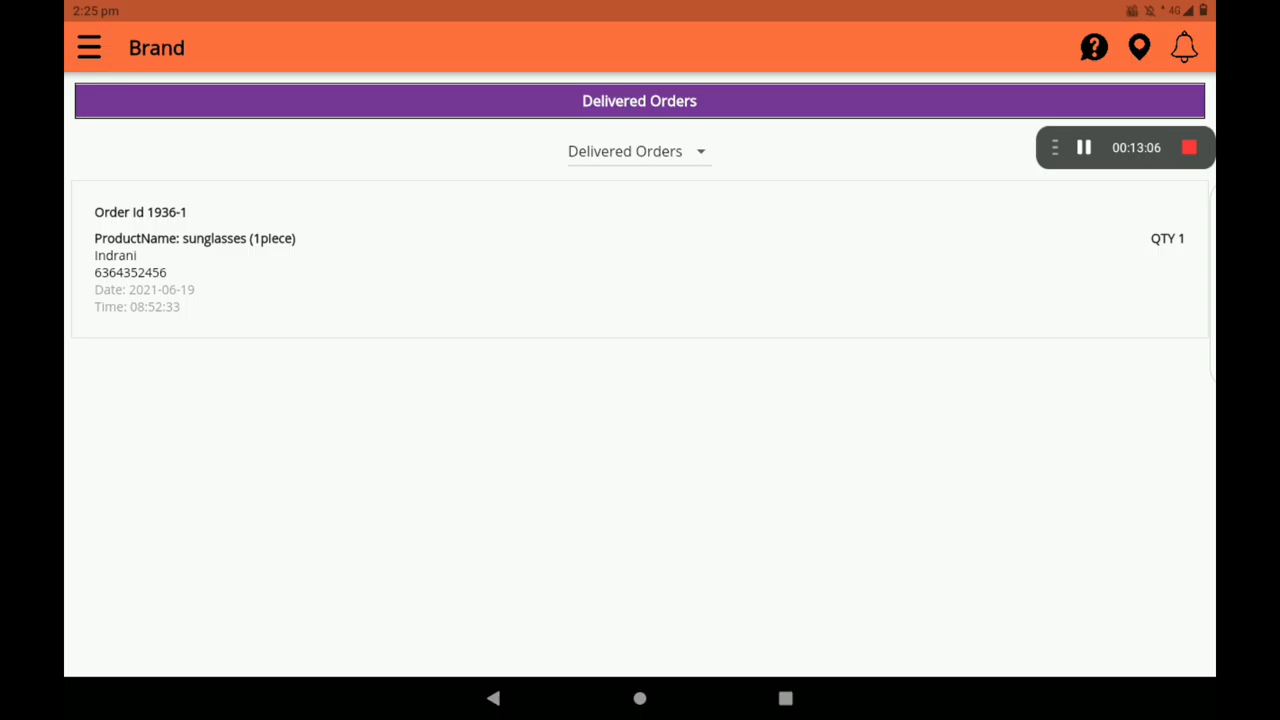 2:25 pm
4G
Brand
Delivered Orders
Delivered Orders
00:13:06
Order Id 1936-1
ProductName: sunglasses (1pIece)
QTY 1
Indrani
6364352456
Date: 2021-06-19
Time: 08:52:33